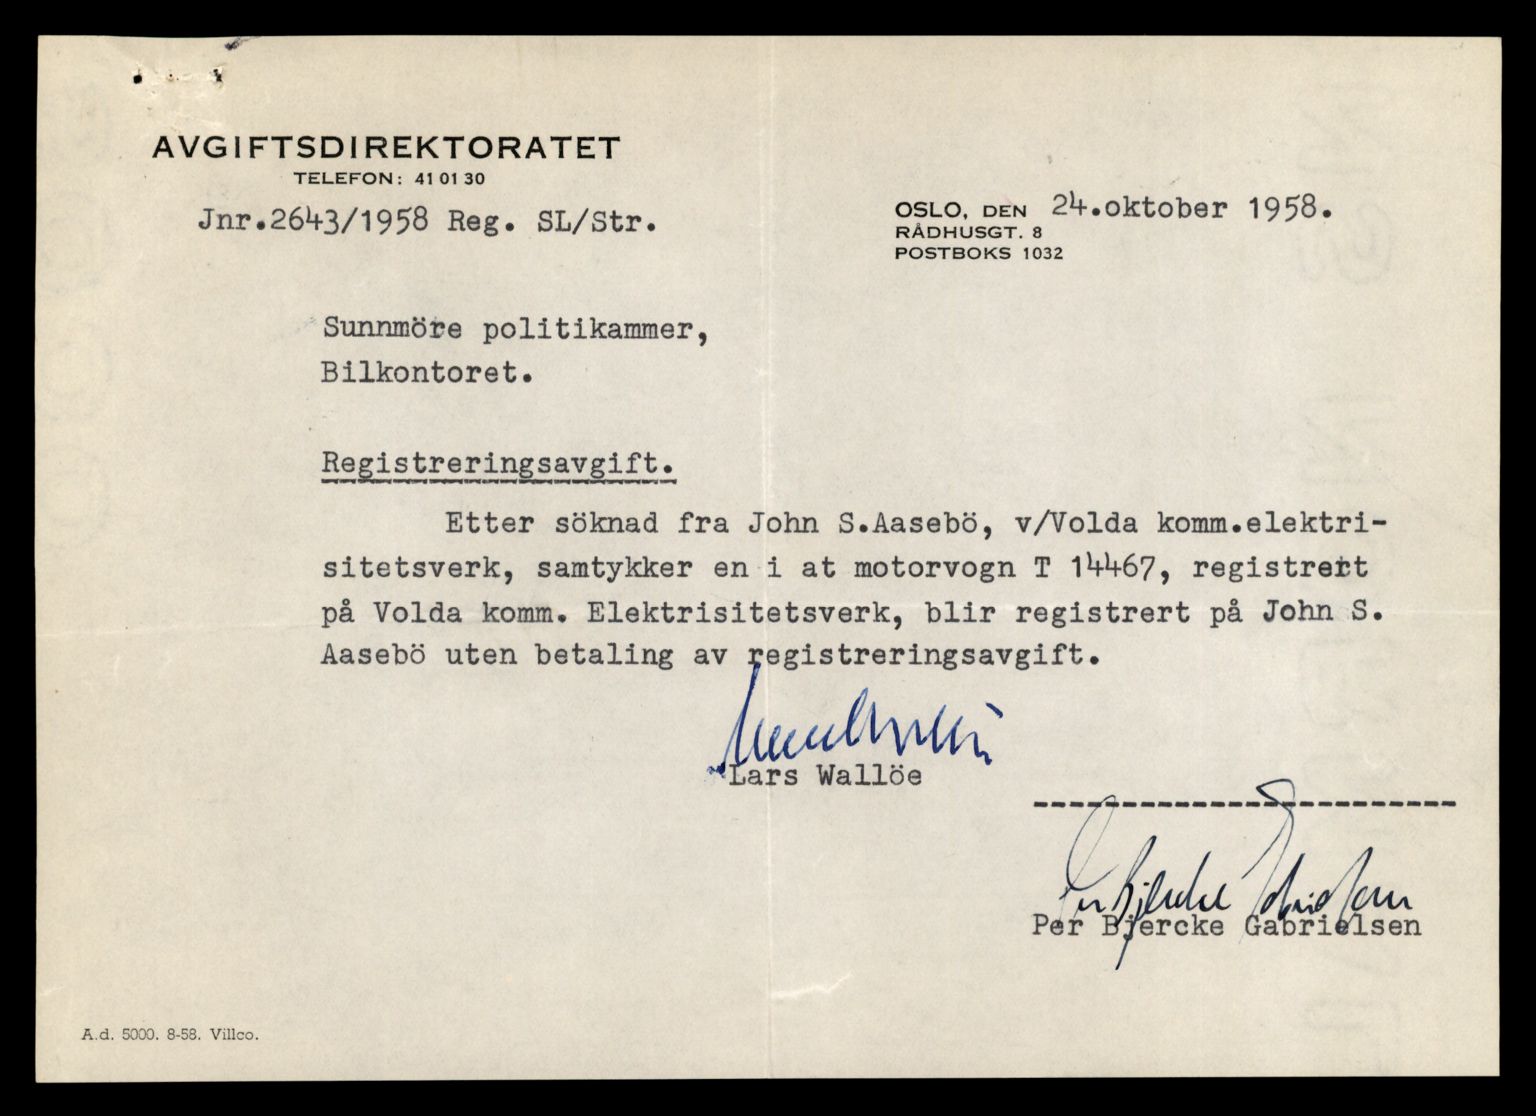 AVGIFTSDIREKTORATET
TELEFON: 41 01 30
Jnr.2643/1958 Reg. SL/Str.
OSLO, DEN 24.oktober 1958.
RÅDHUSGT. 8
POSTBOKS 1032
Sunnmöre politikammer,
Bilkontoret.
Registreringsavgift.
Etter söknad fra John S.Aasebö, v/Volda komm.elektri-
sitetsverk, samtykker en i at motorvogn T 14467, registrert
på Volda komm. Elektrisitetsverk, blir registrert på John S.
Aasebö uten betaling av registreringsavgift.
Lars Wallöe
Per Bjercke Gabrielsen
Per Bjercke Gabrielsen
A.d. 5000. 8-58. Villco.